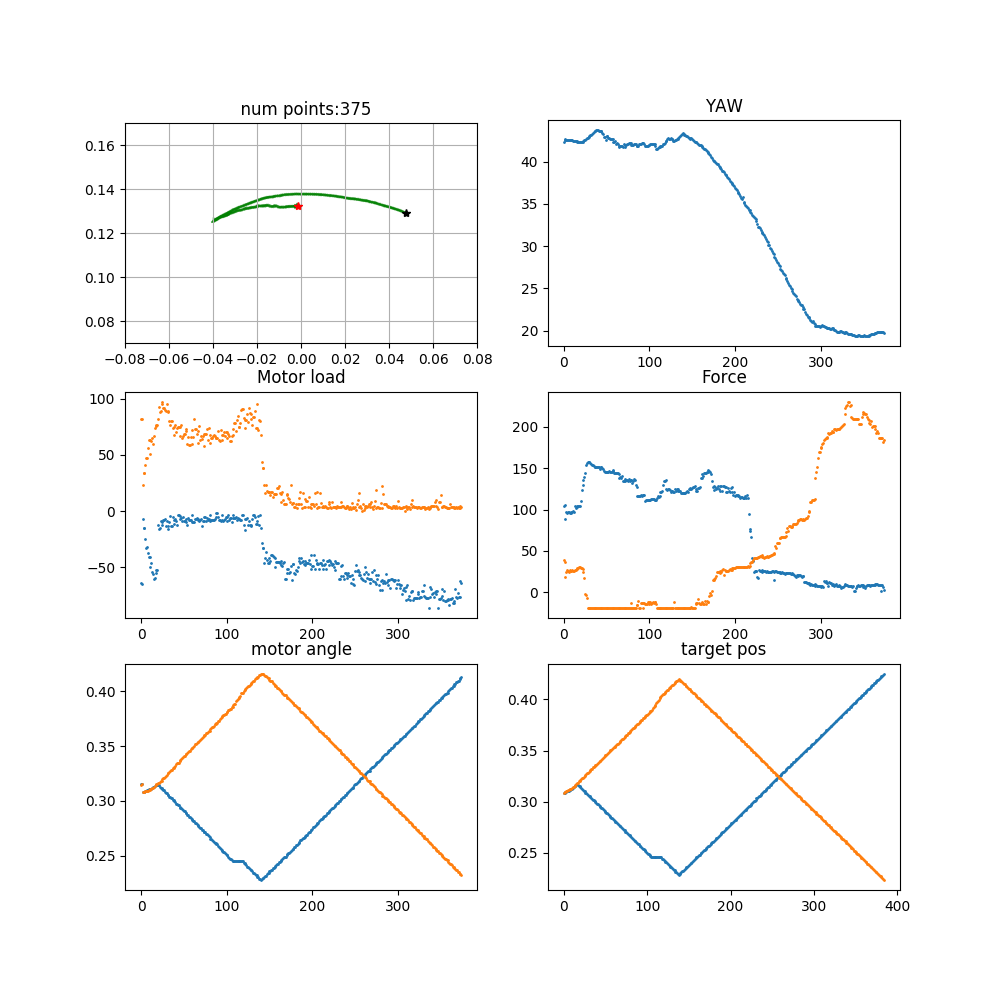 num points:375
YAW
0.16
0.14
0.12
0.10
0.08
−0.08 −0.06 −0.04 −0.02 0.00 0.02 0.04 0.06 0.08
40
35
30
25
20
0 100 200 300
Motor load
Force
100
50
0
−50
0 100 200 300
200
150
100
50
0
0 100 200 300
motor angle
target pos
0.40
0.35
0.30
0.25
0 100 200 300
0.40
0.35
0.30
0.25
0 100 200 300 400